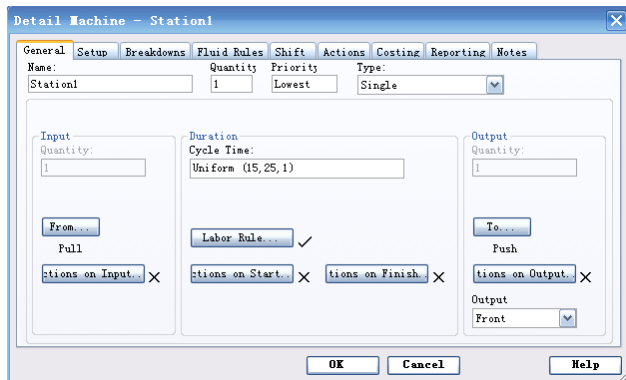 Detail Machine - Station1
General Setup Breakdowns Fluid Rules Shift Actions Costing Reporting Notes
Name: Quantity Priority Type:
Station1 1 Lowest Single
Input Duration Output
Quantity: Cycle Time: Quantity:
1 Uniform (15,25,1) 1
From... Labor Rule... To...
Pull Push
ctions on Input.. ctions on Start.. tions on Finish. tions on Output..
Output
Front
OK Cancel Help